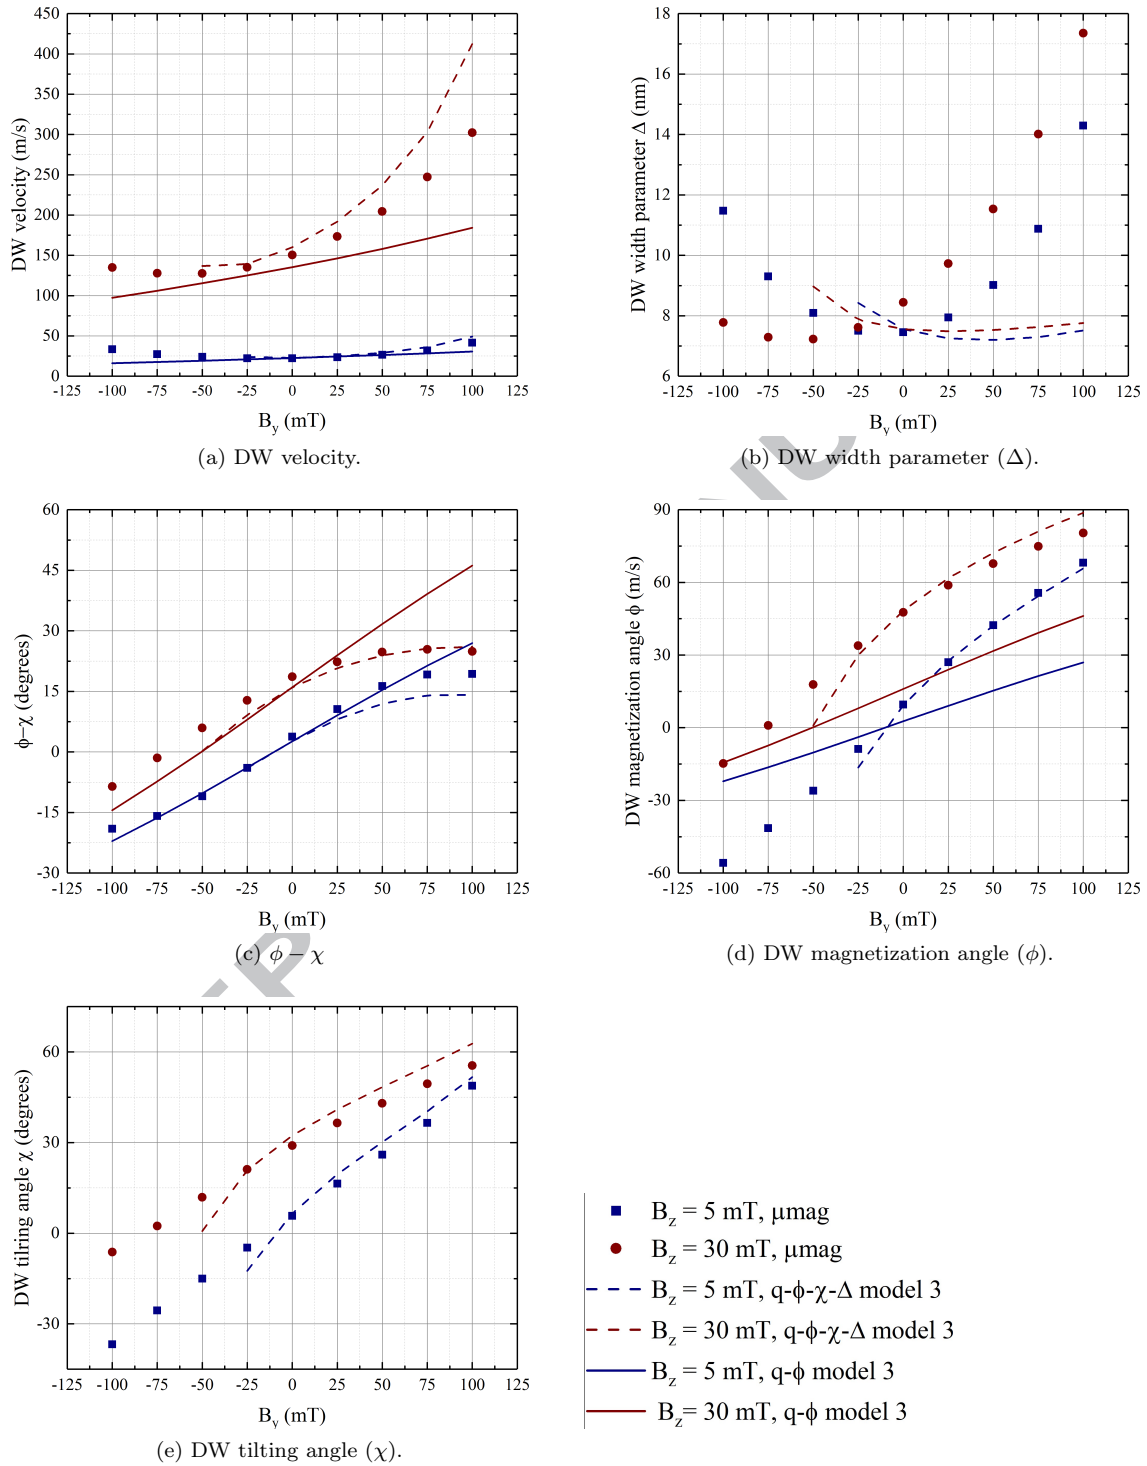 450
400
350
300
250
200
150
100
50
0
DW velocity (m/s)
-125 -100 -75 -50 -25 0 25 50 75 100 125
B_y (mT)
(a) DW velocity.
18
16
14
12
10
8
6
DW width parameter Δ (nm)
-125 -100 -75 -50 -25 0 25 50 75 100 125
B_y (mT)
(b) DW width parameter (Δ).
60
45
30
15
0
-15
-30
ϕ−χ (degrees)
-125 -100 -75 -50 -25 0 25 50 75 100 125
B_y (mT)
(c) ϕ − χ
90
60
30
0
-30
-60
DW magnetization angle ϕ (m/s)
-125 -100 -75 -50 -25 0 25 50 75 100 125
B_y (mT)
(d) DW magnetization angle (ϕ).
60
30
0
-30
DW tilring angle χ (degrees)
-125 -100 -75 -50 -25 0 25 50 75 100 125
B_y (mT)
(e) DW tilting angle (χ).
B_z = 5 mT, μmag
B_z = 30 mT, μmag
B_z = 5 mT, q-ϕ-χ-Δ model 3
B_z = 30 mT, q-ϕ-χ-Δ model 3
B_z = 5 mT, q-ϕ model 3
B_z= 30 mT, q-ϕ model 3